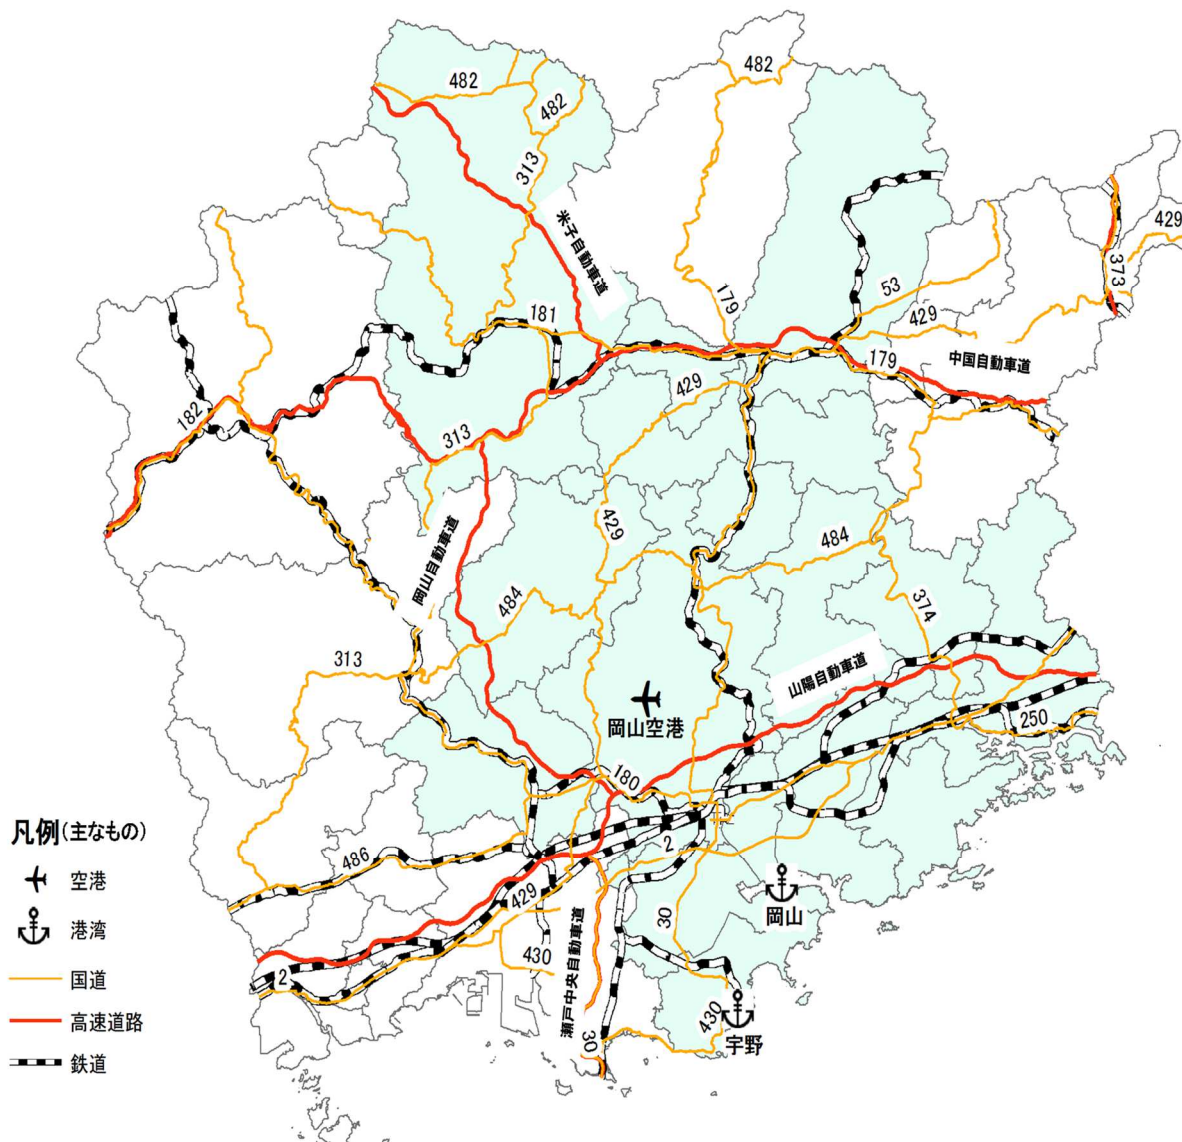 482
482
482
313
米子自動車道
429
373
53
179
181
429
中国自動車道
179
429
182
313
429
岡山自動車道
484
484
374
313
山陽自動車道
岡山空港
250
180
凡例(主なもの)
空港
港湾
国道
高速道路
鉄道
486
2
429
岡山
30
430
2
瀬戸中央自動車道
430
30
宇野